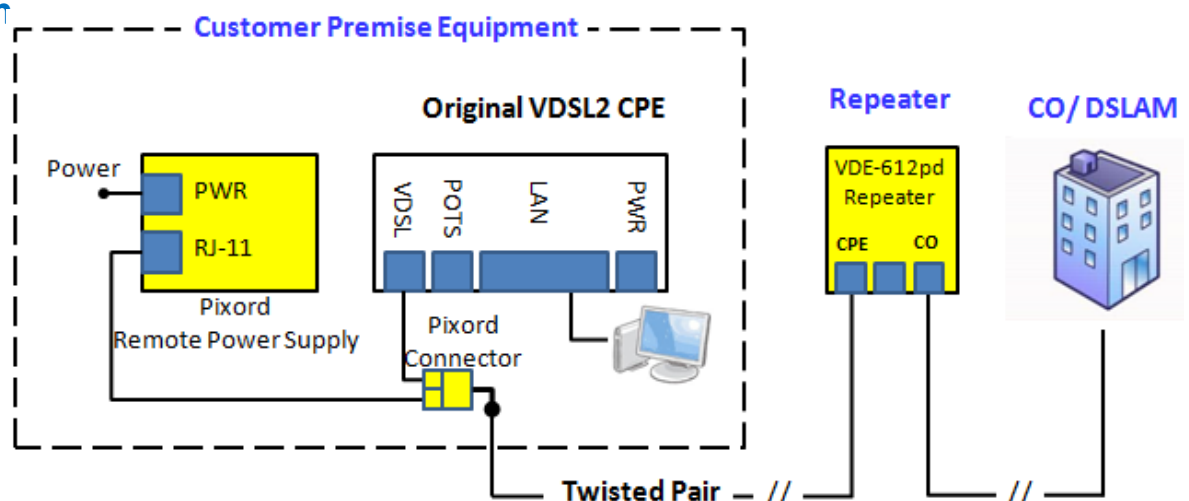 Customer Premise Equipment
Original VDSL2 CPE
Repeater
CO/ DSLAM
Power
PWR
RJ-11
VDSL
POTS
LAN
PWR
VDE-612pd
Repeater
CPE
CO
Pixord
Remote Power Supply
Pixord
Connector
Twisted Pair
//
//